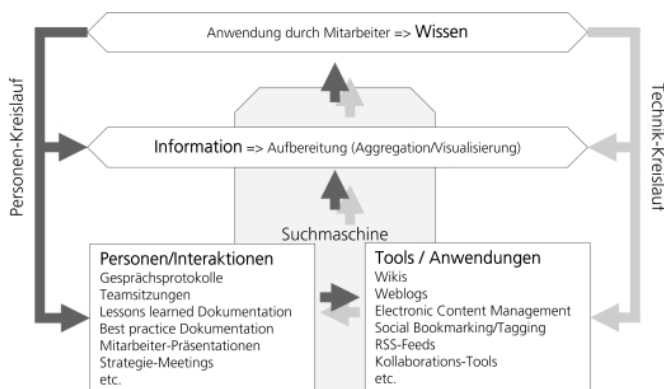 Anwendung durch Mitarbeiter => Wissen
Personen-Kreislauf
Technik-Kreislauf
Information => Aufbereitung (Aggregation/Visualisierung)
Suchmaschine
Personen/Interaktionen
Gesprächsprotokolle
Teamsitzungen
Lessons learned Dokumentation
Best practice Dokumentation
Mitarbeiter-Präsentationen
Strategie-Meetings
etc.
Tools / Anwendungen
Wikis
Weblogs
Electronic Content Management
Social Bookmarking/Tagging
RSS-Feeds
Kollaborations-Tools
etc.